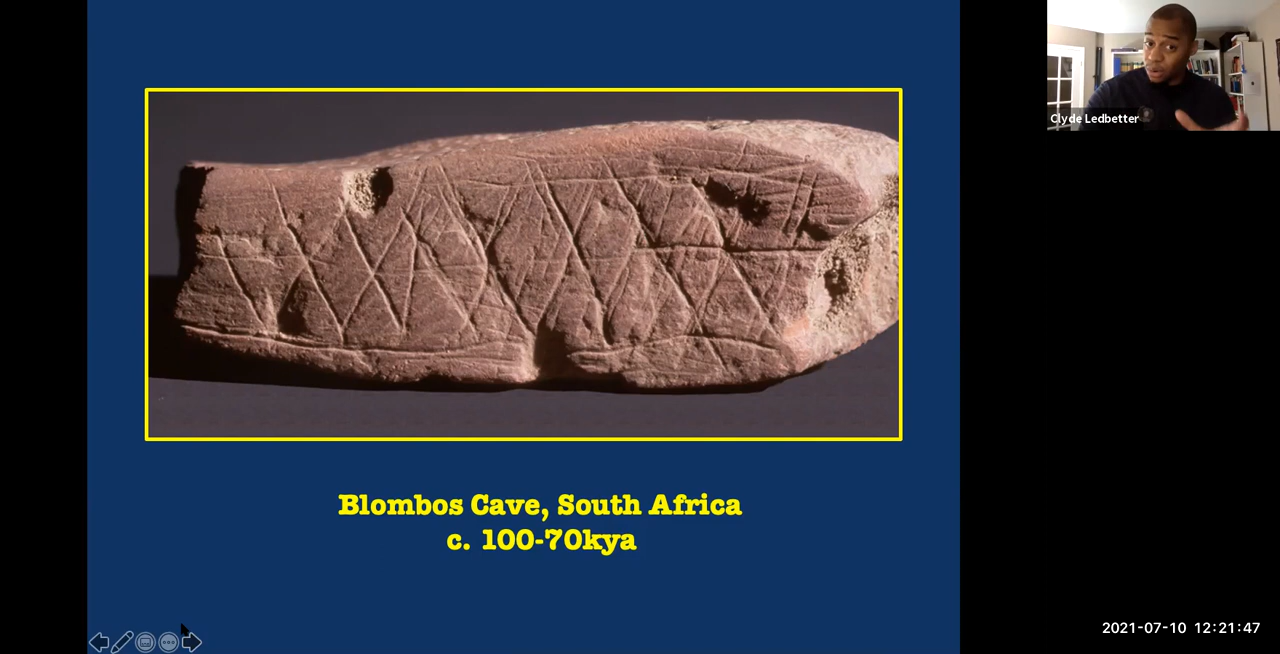 Clyde Ledbetter
Blombos Cave, South Africa
c. 100-70kya
2021-07-10 12:21:47